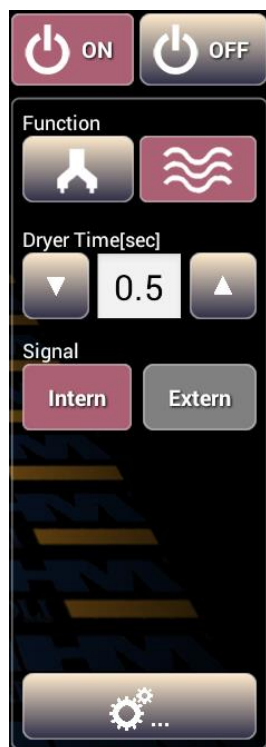 ON OFF
Function
Dryer Time[sec]
0.5
Signal
Intern Extern
...